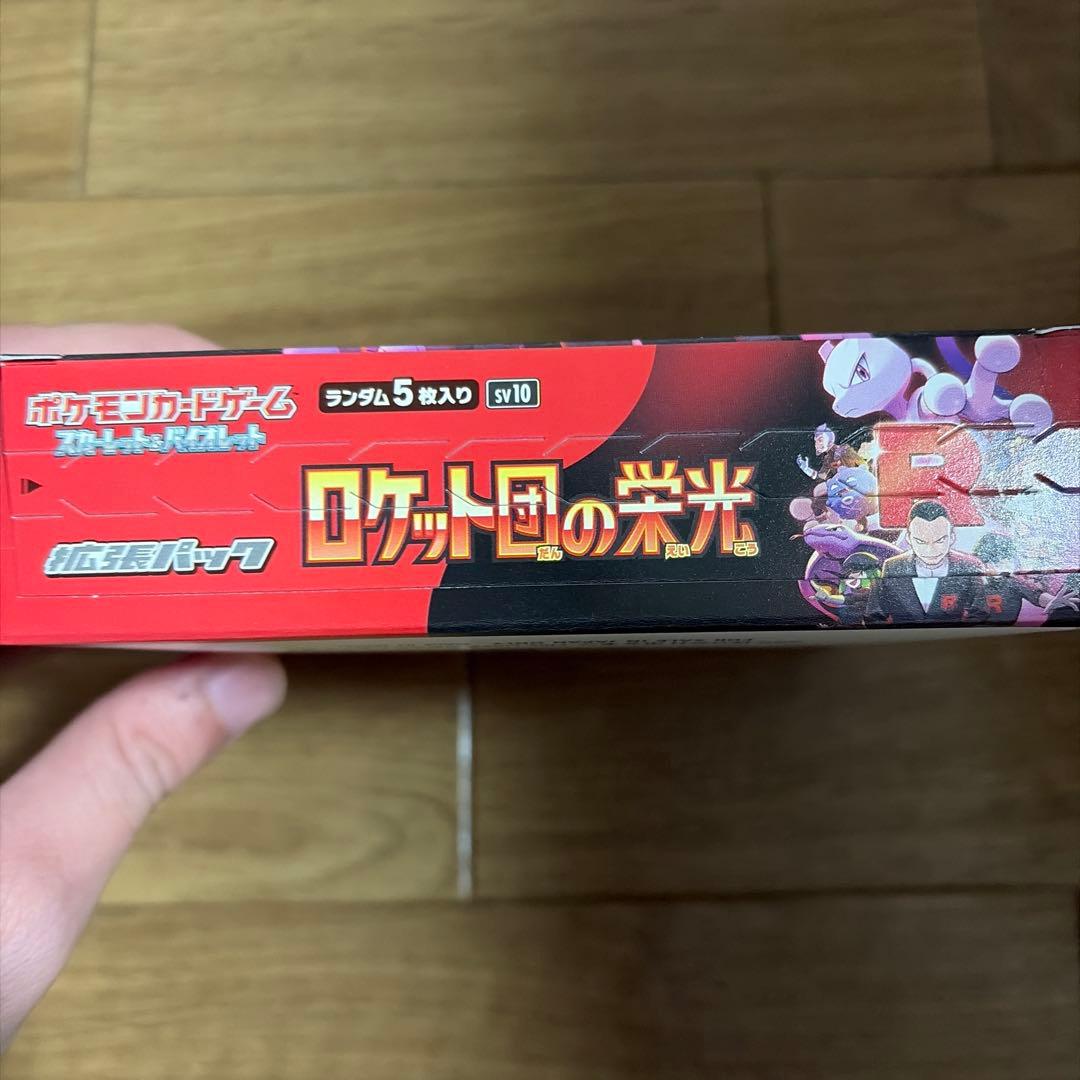 ポケモンカードゲーム
スカーレット&バイオレット
ランダム5枚入り
SV10
拡張パック
ロケット団の栄光
だん えいこう
R
R R